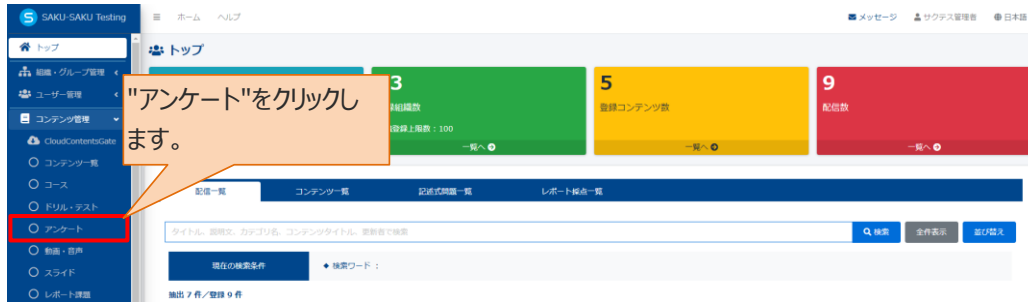 SAKU-SAKU Testing
ホーム ヘルプ
メッセージ サクテス管理者 日本語
トップ
組織・グループ管理
ユーザー管理
コンテンツ管理
CloudContentsGate
コンテンツ一覧
コース
ドリル・テスト
アンケート
動画・音声
スライド
レポート課題
トップ
"アンケート"をクリックし
ます。
3
録組織数
登録上限数：100
一覧へ
5
登録コンテンツ数
一覧へ
9
配信数
一覧へ
配信一覧 コンテンツ一覧 記述式問題一覧 レポート採点一覧
タイトル、説明文、カテゴリ名、コンテンツタイトル、更新者で検索
検索 全件表示 並び替え
現在の検索条件 ◆ 検索ワード：
抽出 7 件／登録 9 件